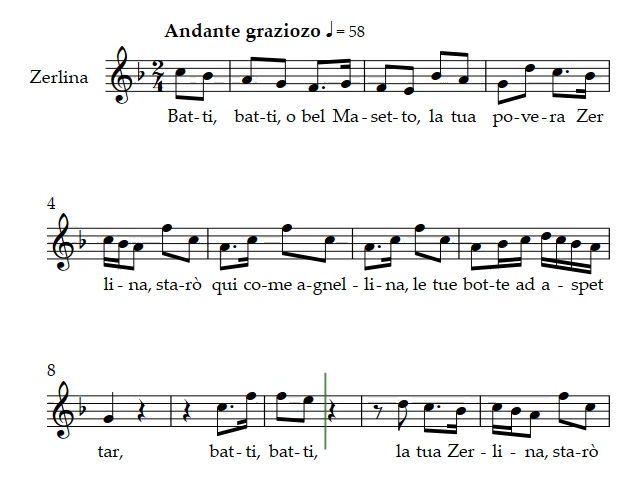 Andante graziozo ♩ = 58
Zerlina
2
4
Bat- ti, bat- ti, o bel Ma - set- to, la tua po-ve-ra Zer
4
li - na, sta-rò qui co-me a-gnel - li-na, le tue bot-te ad a - spet
8
tar, bat- ti, bat- ti, la tua Zer - li - na, sta-rò